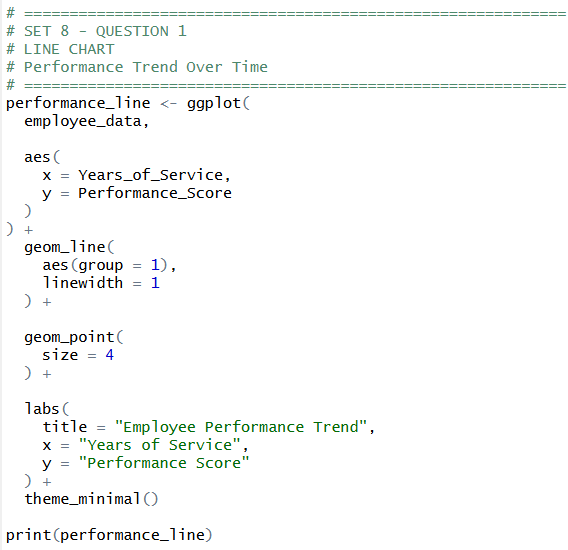 # ============================================================
# SET 8 - QUESTION 1
# LINE CHART
# Performance Trend Over Time
# ============================================================
performance_line <- ggplot(
  employee_data,

  aes(
    x = Years_of_Service,
    y = Performance_Score
  )
) +
  geom_line(
    aes(group = 1),
    linewidth = 1
  ) +

  geom_point(
    size = 4
  ) +

  labs(
    title = "Employee Performance Trend",
    x = "Years of Service",
    y = "Performance Score"
  ) +
  theme_minimal()

print(performance_line)